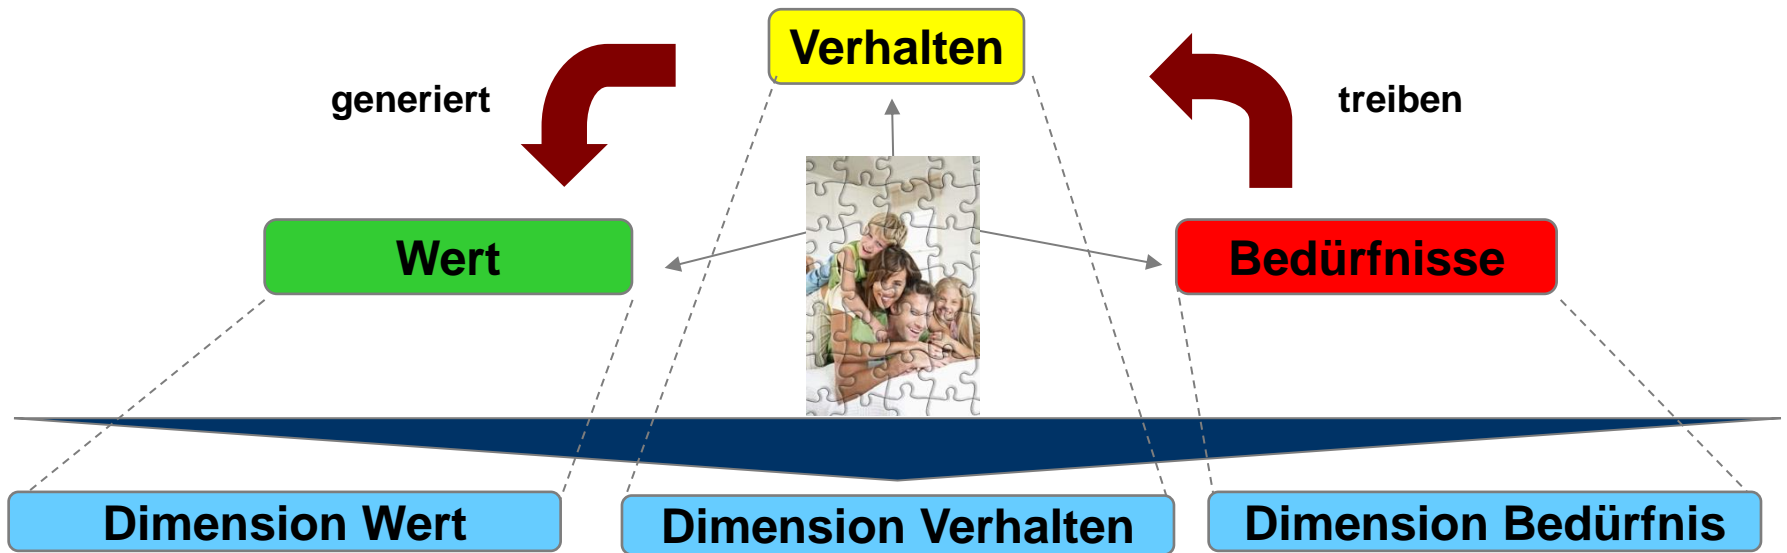 Verhalten
generiert
treiben
Wert
Bedürfnisse
Dimension Wert
Dimension Verhalten
Dimension Bedürfnis